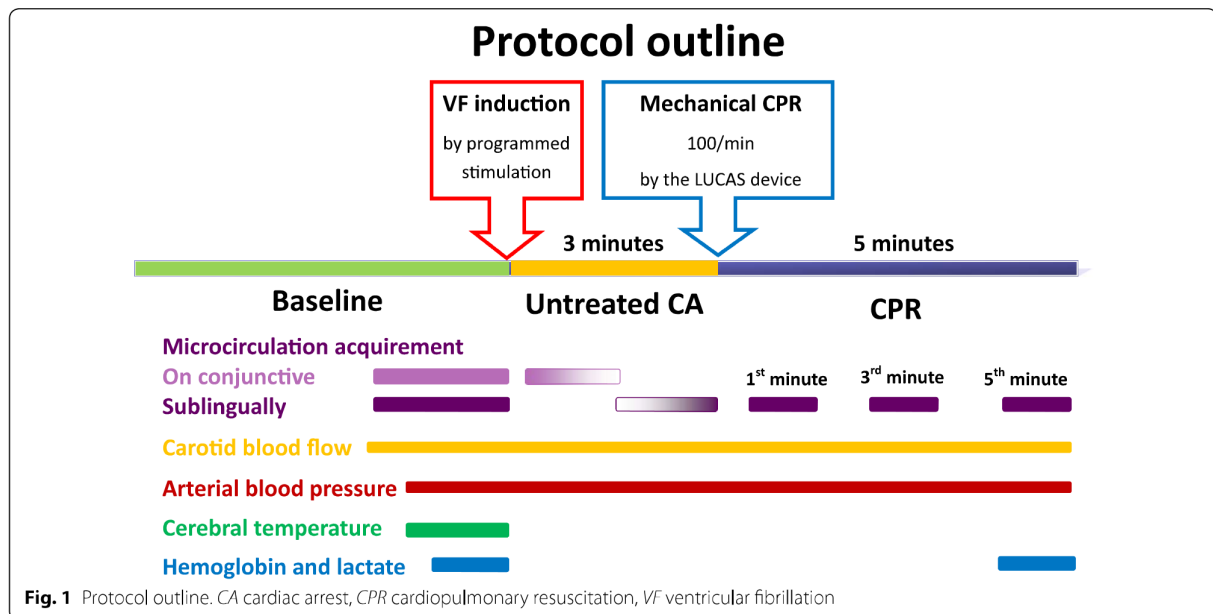 Protocol outline
VF induction
by programmed
stimulation
Mechanical CPR
100/min
by the LUCAS device
3 minutes
5 minutes
Baseline
Untreated CA
CPR
Microcirculation acquirement
On conjunctive
1st minute
3rd minute
5th minute
Sublingually
Carotid blood flow
Arterial blood pressure
Cerebral temperature
Hemoglobin and lactate
Fig. 1 Protocol outline. CA cardiac arrest, CPR cardiopulmonary resuscitation, VF ventricular fibrillation